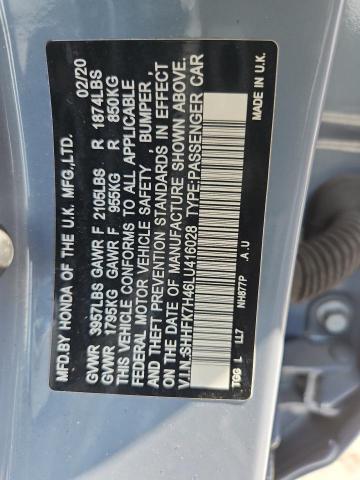 MFD.BY HONDA OF THE U.K. MFG.,LTD. 02/20
GVWR 3957LBS GAWR F 2105LBS R 1874LBS
GVWR 1795KG GAWR F 955KG R 850KG
THIS VEHICLE CONFORMS TO ALL APPLICABLE
FEDERAL MOTOR VEHICLE SAFETY, BUMPER,
AND THEFT PREVENTION STANDARDS IN EFFECT
ON THE DATE OF MANUFACTURE SHOWN ABOVE.
V.I.N.:SHHFK7H46LU416028 TYPE:PASSENGER CAR
TGG L LL7 NH877P .A.U